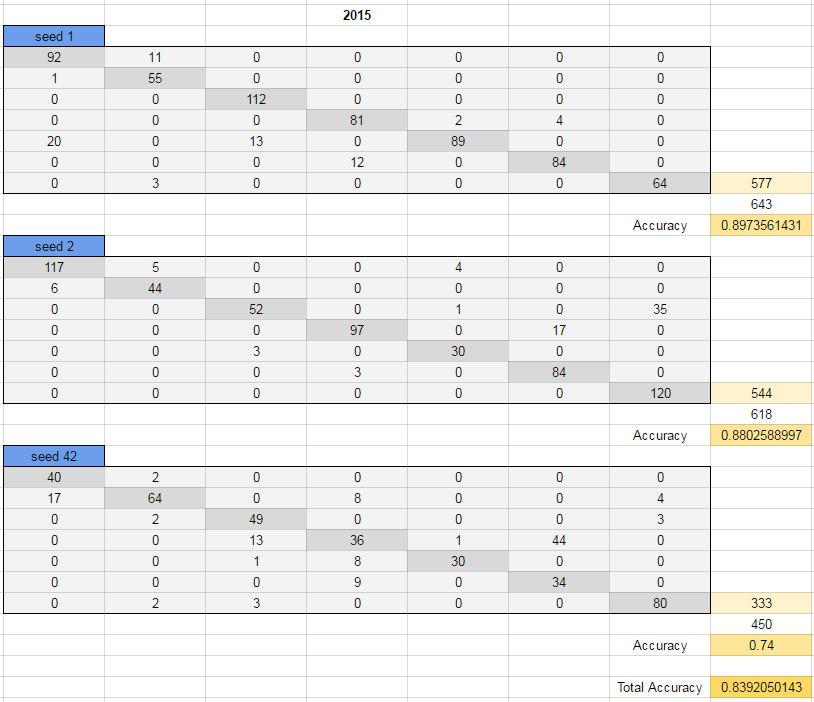 2015
seed 1
92 11 0 0 0 0 0
1 55 0 0 0 0 0
0 0 112 0 0 0 0
0 0 0 81 2 4 0
20 0 13 0 89 0 0
0 0 0 12 0 84 0
0 3 0 0 0 0 64 577
643
Accuracy 0.8973561431
seed 2
117 5 0 0 4 0 0
6 44 0 0 0 0 0
0 0 52 0 1 0 35
0 0 0 97 0 17 0
0 0 3 0 30 0 0
0 0 0 3 0 84 0
0 0 0 0 0 0 120 544
618
Accuracy 0.8802588997
seed 42
40 2 0 0 0 0 0
17 64 0 8 0 0 4
0 2 49 0 0 0 3
0 0 13 36 1 44 0
0 0 1 8 30 0 0
0 0 0 9 0 34 0
0 2 3 0 0 0 80 333
450
Accuracy 0.74
Total Accuracy 0.8392050143